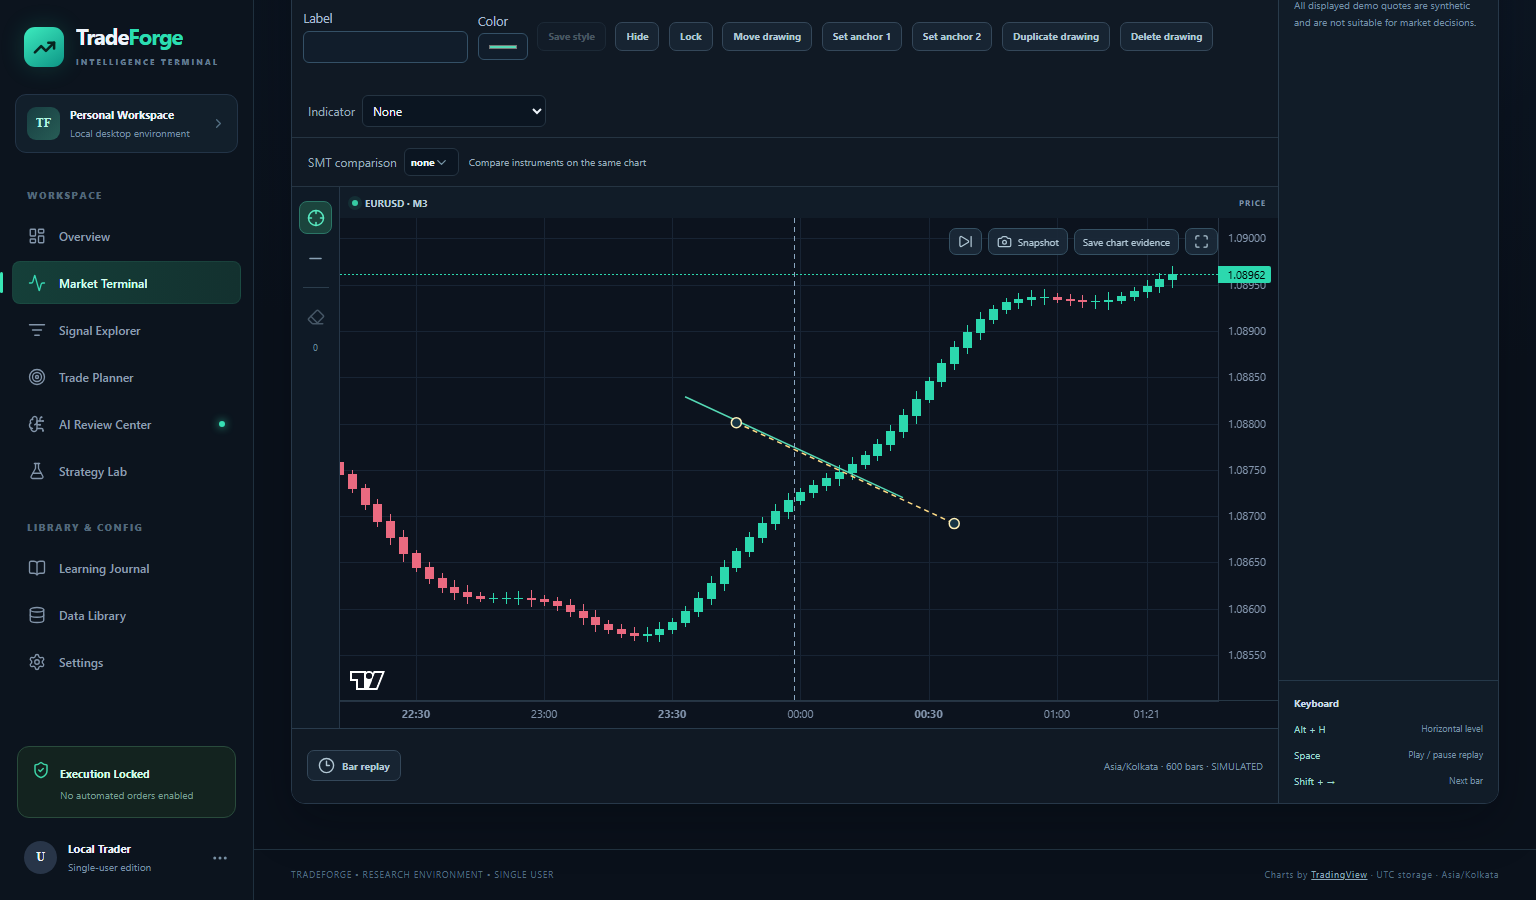 TradeForge
INTELLIGENCE TERMINAL
TF
Personal Workspace
Local desktop environment
WORKSPACE
Overview
Market Terminal
Signal Explorer
Trade Planner
AI Review Center
Strategy Lab
LIBRARY & CONFIG
Learning Journal
Data Library
Settings
Execution Locked
No automated orders enabled
U
Local Trader
Single-user edition
Label
Color
Save style
Hide
Lock
Move drawing
Set anchor 1
Set anchor 2
Duplicate drawing
Delete drawing
Indicator
None
SMT comparison
none
Compare instruments on the same chart
EURUSD · M3
PRICE
0
Snapshot
Save chart evidence
1.09000
1.08962
1.08950
1.08900
1.08850
1.08800
1.08750
1.08700
1.08650
1.08600
1.08550
22:30 23:00 23:30 00:00 00:30 01:00 01:21
Bar replay
Asia/Kolkata · 600 bars · SIMULATED
All displayed demo quotes are synthetic
and are not suitable for market decisions.
Keyboard
Alt + H Horizontal level
Space Play / pause replay
Shift + → Next bar
TRADEFORGE • RESEARCH ENVIRONMENT • SINGLE USER
Charts by TradingView · UTC storage · Asia/Kolkata